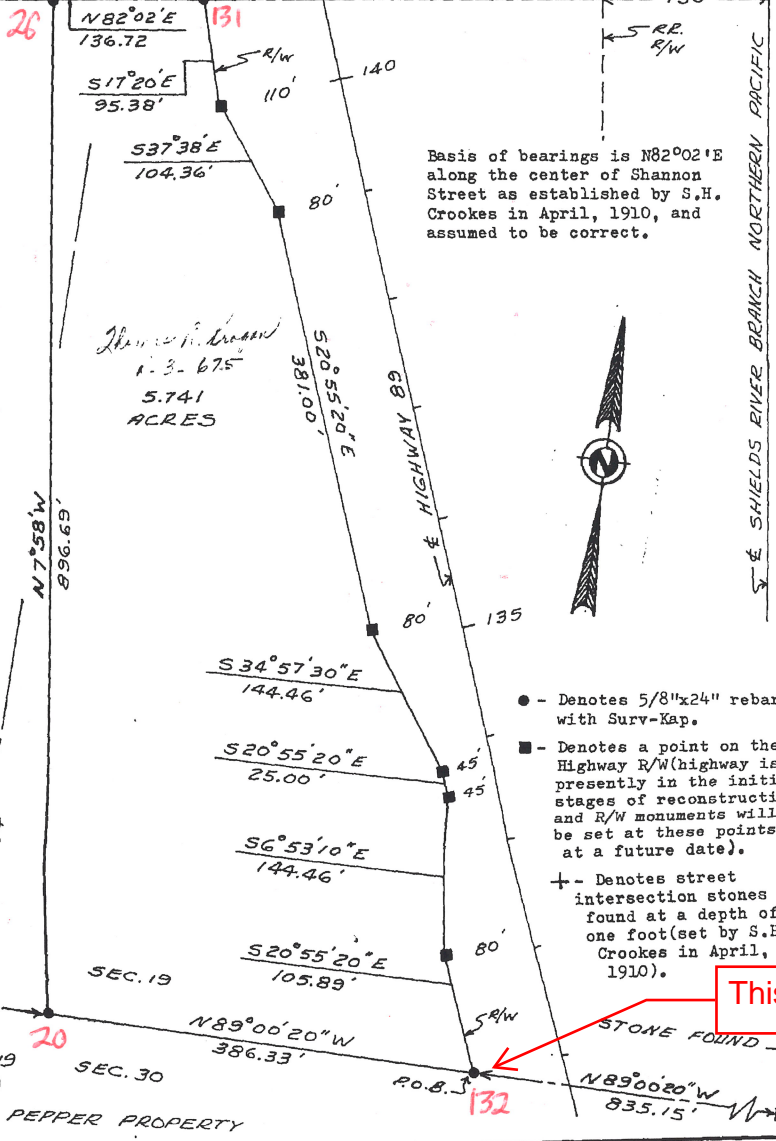 26
N82°02'E
136.72
131
R/W
S17°20'E
95.38'
110'
140
RR.
R/W
S37°38'E
104.36'
80'
Basis of bearings is N82°02'E
along the center of Shannon
Street as established by S.H.
Crookes in April, 1910, and
assumed to be correct.
℄ SHIELDS RIVER BRANCH NORTHERN PACIFIC
5.741
ACRES
S20°55'20"E
381.00'
℄ HIGHWAY 89
N
N7°58'W
896.69'
80'
135
S34°57'30"E
144.46'
● - Denotes 5/8"x24" rebar
with Surv-Kap.
S20°55'20"E
25.00'
45'
45'
■ - Denotes a point on the
Highway R/W(highway is
presently in the
stages of
and R/W monuments will
be set at these points
at a future date).
S6°53'10"E
144.46'
+ - Denotes street
intersection stones
found at a depth of
one foot(set by
Crookes in April,
1910).
80'
S20°55'20"E
105.89'
SEC. 19
R/W
This
STONE FOUND
20
N89°00'20"W
386.33'
SEC. 30
P.O.B.
132
N89°00'20"W
835.15'
PEPPER PROPERTY